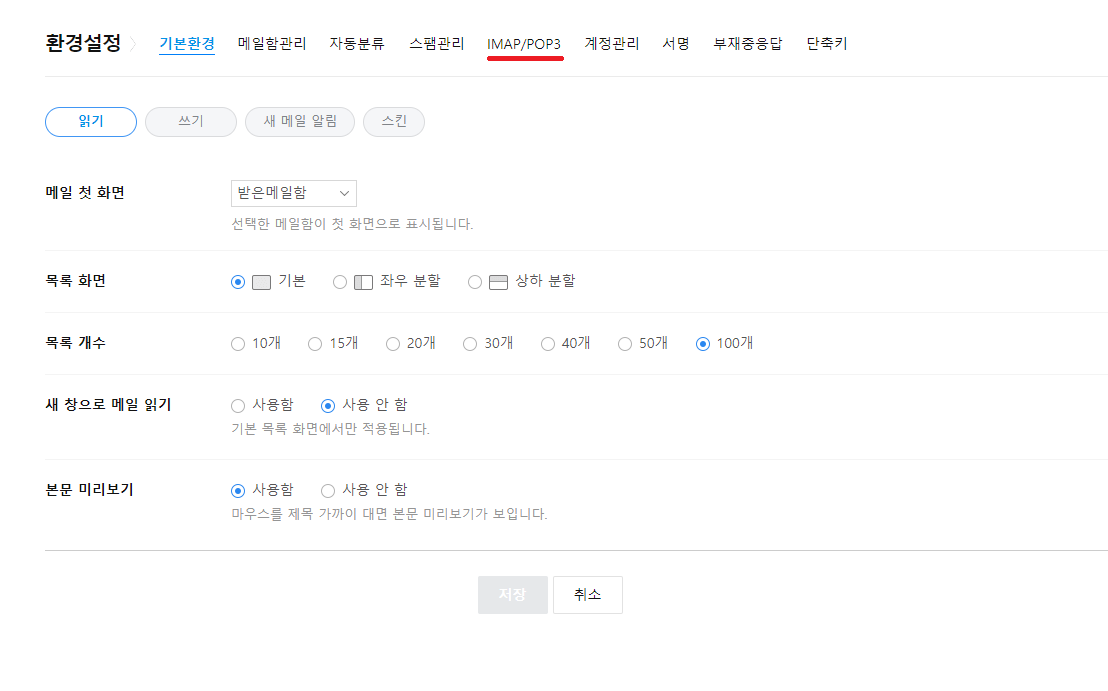 환경설정 기본환경 메일함관리 자동분류 스팸관리 IMAP/POP3 계정관리 서명 부재중응답 단축키
읽기 쓰기 새 메일 알림 스킨
메일 첫 화면 받은메일함
선택한 메일함이 첫 화면으로 표시됩니다.
목록 화면 기본 좌우 분할 상하 분할
목록 개수 10개 15개 20개 30개 40개 50개 100개
새 창으로 메일 읽기 사용함 사용 안 함
기본 목록 화면에서만 적용됩니다.
본문 미리보기 사용함 사용 안 함
마우스를 제목 가까이 대면 본문 미리보기가 보입니다.
저장 취소